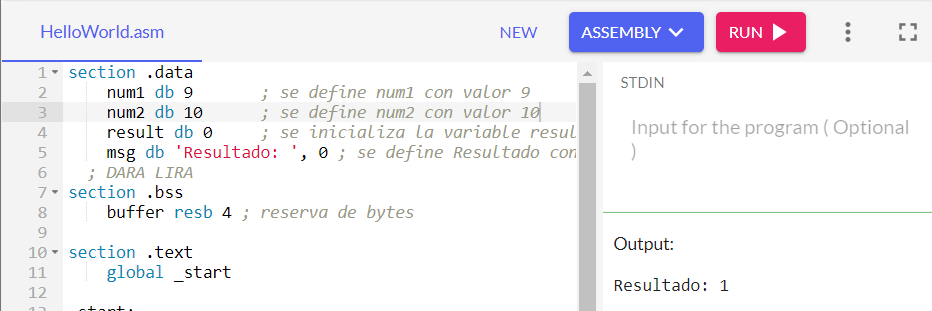 HelloWorld.asm
NEW
ASSEMBLY
RUN
1 section .data
2 num1 db 9 ; se define num1 con valor 9
3 num2 db 10 ; se define num2 con valor 10
4 result db 0 ; se inicializa la variable resul
5 msg db 'Resultado: ', 0 ; se define Resultado con
6 ; DARA LIRA
7 section .bss
8 buffer resb 4 ; reserva de bytes
9
10 section .text
11 global _start
12
13 _start:
STDIN
Input for the program ( Optional
)
Output:
Resultado: 1